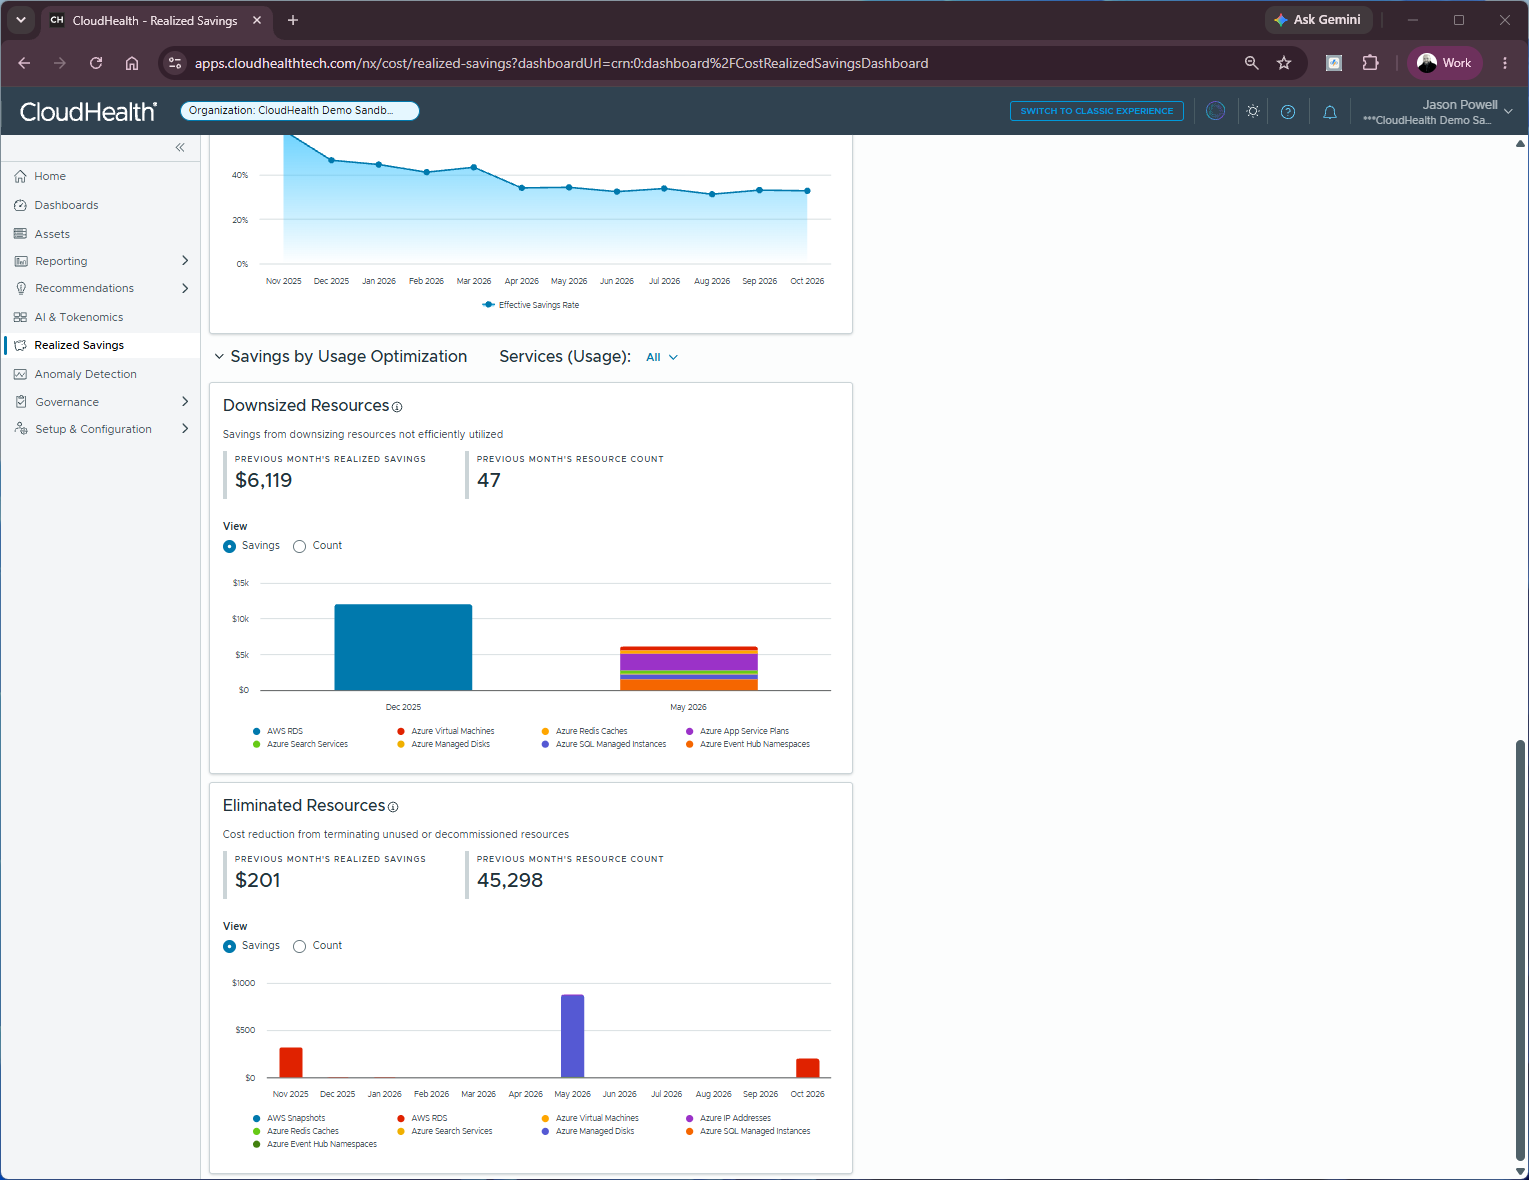 CH CloudHealth - Realized Savings
Ask Gemini
apps.cloudhealthtech.com/nx/cost/realized-savings?dashboardUrl=crn:0:dashboard%2FCostRealizedSavingsDashboard
Work
CloudHealth
Organization: CloudHealth Demo Sandb...
SWITCH TO CLASSIC EXPERIENCE
Jason Powell
***CloudHealth Demo Sa...
Home
Dashboards
Assets
Reporting
Recommendations
AI & Tokenomics
Realized Savings
Anomaly Detection
Governance
Setup & Configuration
40%
20%
0%
Nov 2025 Dec 2025 Jan 2026 Feb 2026 Mar 2026 Apr 2026 May 2026 Jun 2026 Jul 2026 Aug 2026 Sep 2026 Oct 2026
Effective Savings Rate
Savings by Usage Optimization Services (Usage): All
Downsized Resources
Savings from downsizing resources not efficiently utilized
PREVIOUS MONTH'S REALIZED SAVINGS PREVIOUS MONTH'S RESOURCE COUNT
$6,119 47
View
Savings Count
$15k
$10k
$5k
$0
Dec 2025 May 2026
AWS RDS Azure Virtual Machines Azure Redis Caches Azure App Service Plans
Azure Search Services Azure Managed Disks Azure SQL Managed Instances Azure Event Hub Namespaces
Eliminated Resources
Cost reduction from terminating unused or decommissioned resources
PREVIOUS MONTH'S REALIZED SAVINGS PREVIOUS MONTH'S RESOURCE COUNT
$201 45,298
View
Savings Count
$1000
$500
$0
Nov 2025 Dec 2025 Jan 2026 Feb 2026 Mar 2026 Apr 2026 May 2026 Jun 2026 Jul 2026 Aug 2026 Sep 2026 Oct 2026
AWS Snapshots AWS RDS Azure Virtual Machines Azure IP Addresses
Azure Redis Caches Azure Search Services Azure Managed Disks Azure SQL Managed Instances
Azure Event Hub Namespaces